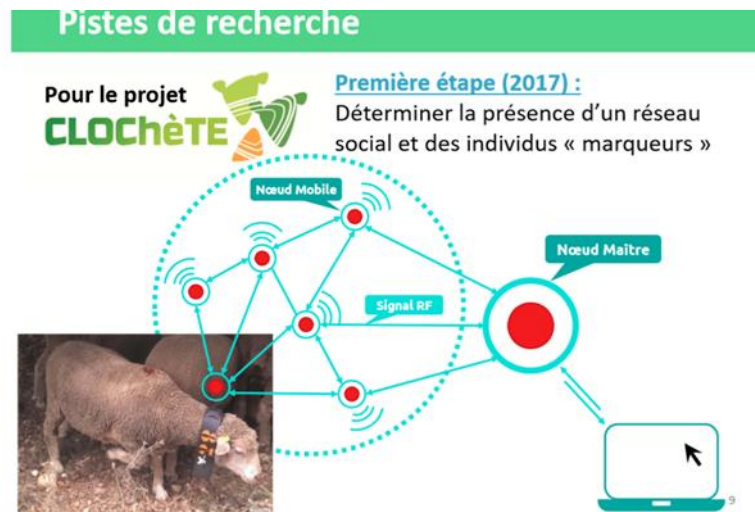 Pistes de recherche
Pour le projet
CLOCHèTE
Première étape (2017) :
Déterminer la présence d'un réseau
social et des individus « marqueurs »
Nœud Mobile
Nœud Maître
Signal RF
9